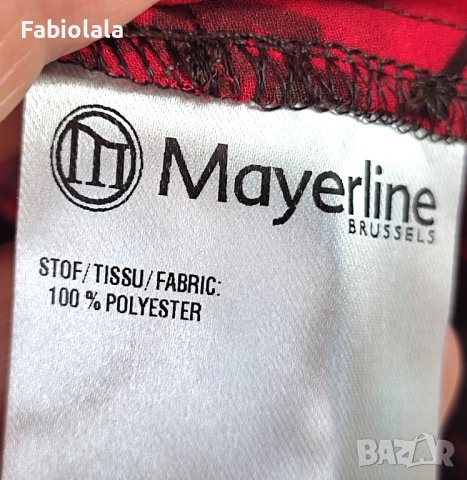 Fabiolala
m Mayerline
BRUSSELS
STOF/TISSU/FABRIC:
100 % POLYESTER
BAZAR